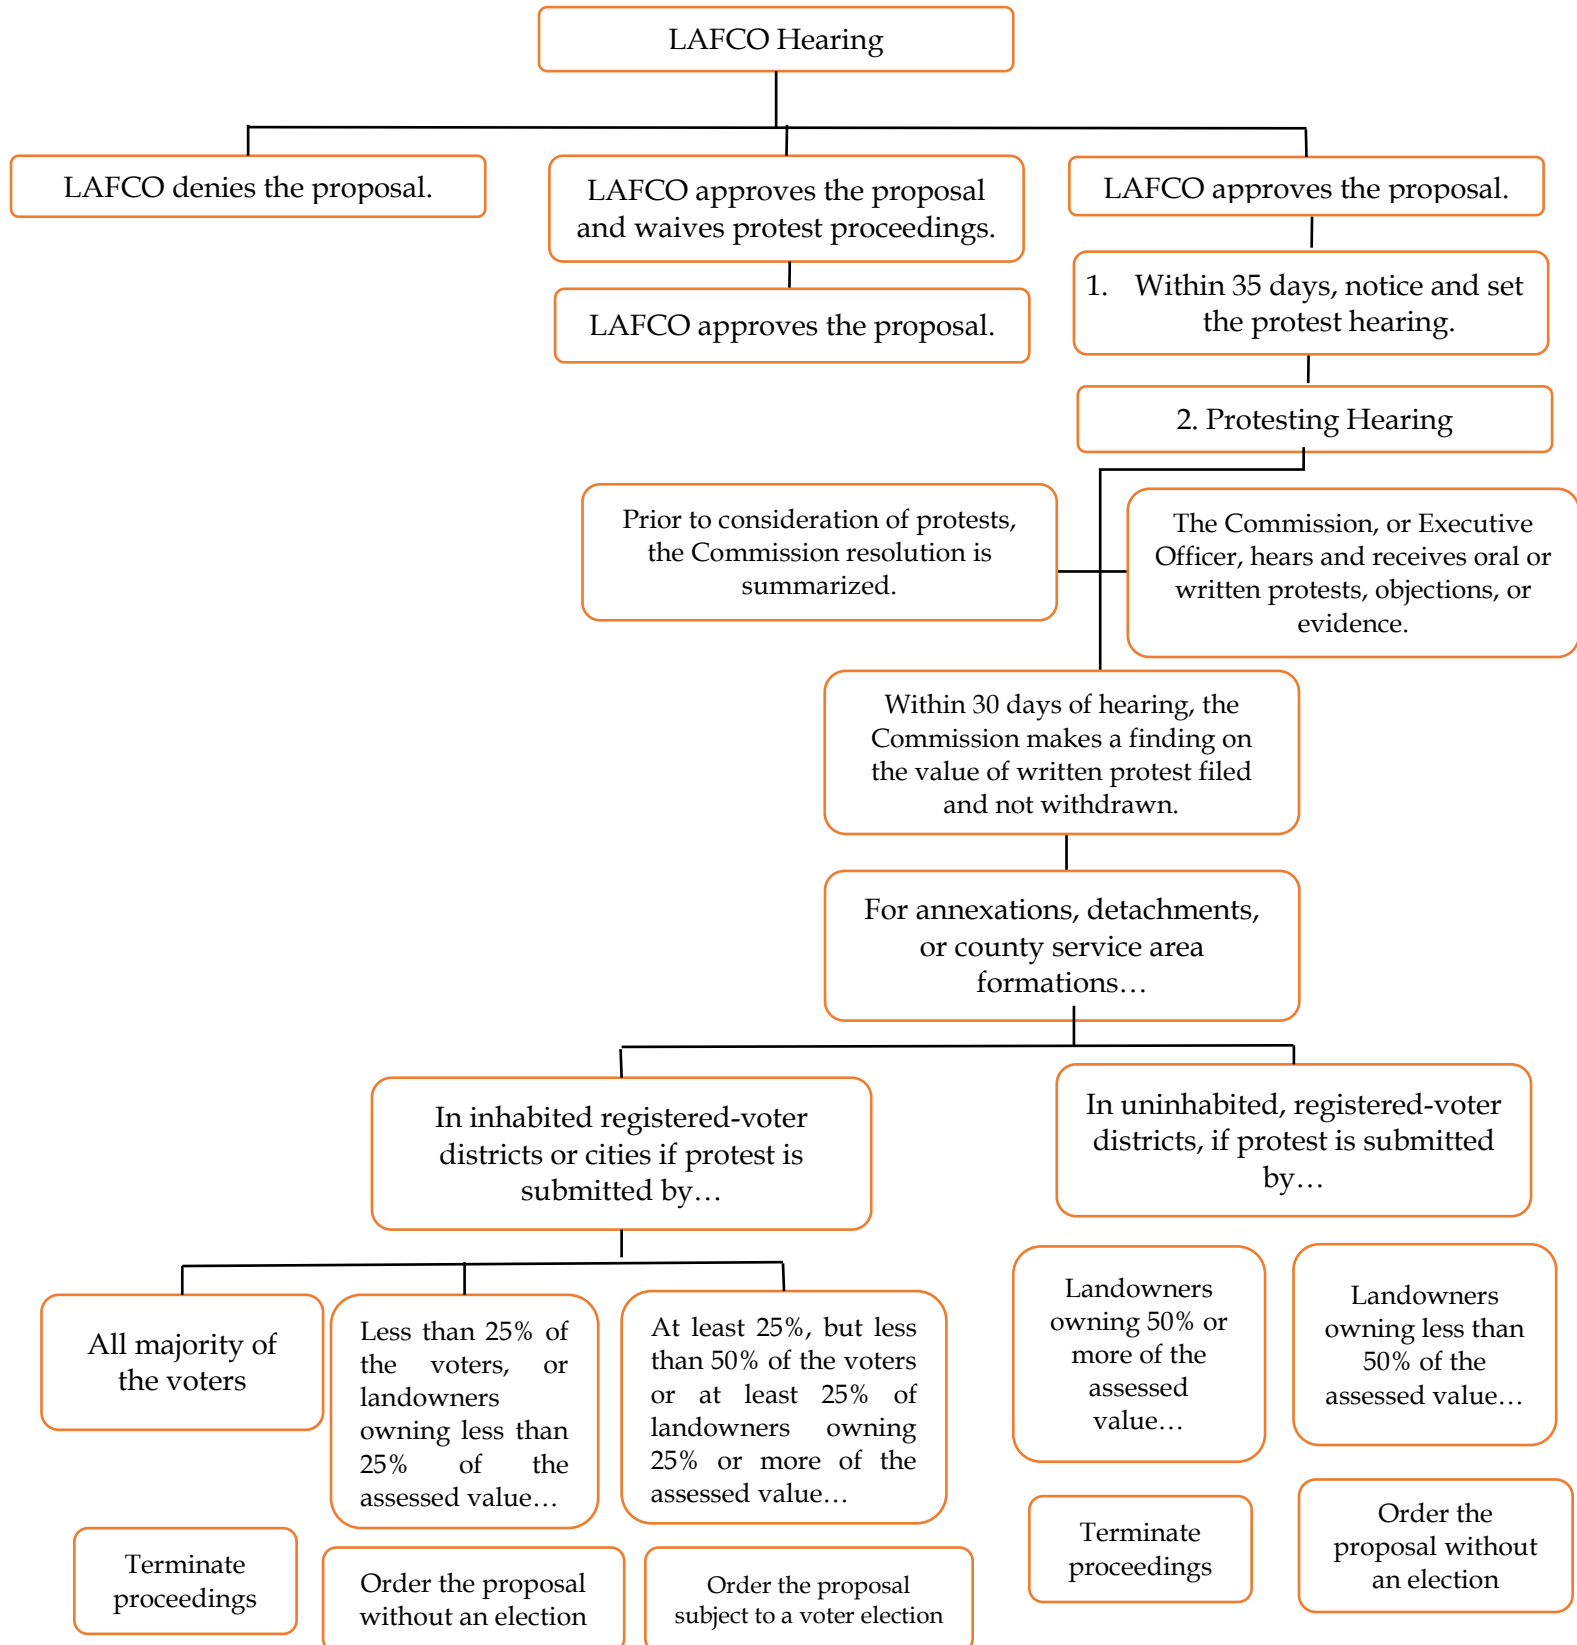 LAFCO Hearing
LAFCO denies the proposal.
LAFCO approves the proposal
and waives protest proceedings.
LAFCO approves the proposal.
LAFCO approves the proposal.
1. Within 35 days, notice and set
the protest hearing.
2. Protesting Hearing
Prior to consideration of protests,
the Commission resolution is
summarized.
The Commission, or Executive
Officer, hears and receives oral or
written protests, objections, or
evidence.
Within 30 days of hearing, the
Commission makes a finding on
the value of written protest filed
and not withdrawn.
For annexations, detachments,
or county service area
formations…
In inhabited registered-voter
districts or cities if protest is
submitted by…
In uninhabited, registered-voter
districts, if protest is submitted
by…
All majority of
the voters
Less than 25% of
the voters, or
landowners
owning less than
25% of the
assessed value…
At least 25%, but less
than 50% of the voters
or at least 25% of
landowners owning
25% or more of the
assessed value…
Landowners
owning 50% or
more of the
assessed
value…
Landowners
owning less than
50% of the
assessed value…
Terminate
proceedings
Order the proposal
without an election
Order the proposal
subject to a voter election
Terminate
proceedings
Order the
proposal without
an election